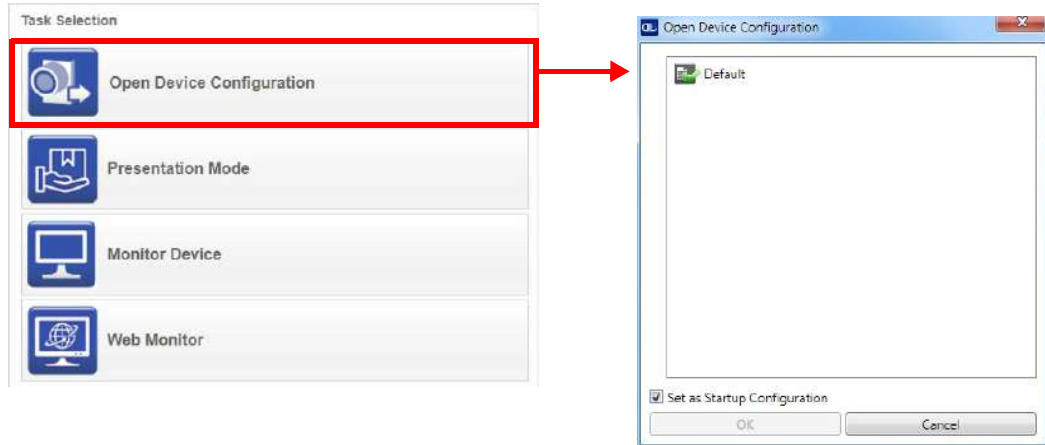 Task Selection
Open Device Configuration
Presentation Mode
Monitor Device
Web Monitor
DL Open Device Configuration
Default
Set as Startup Configuration
OK
Cancel